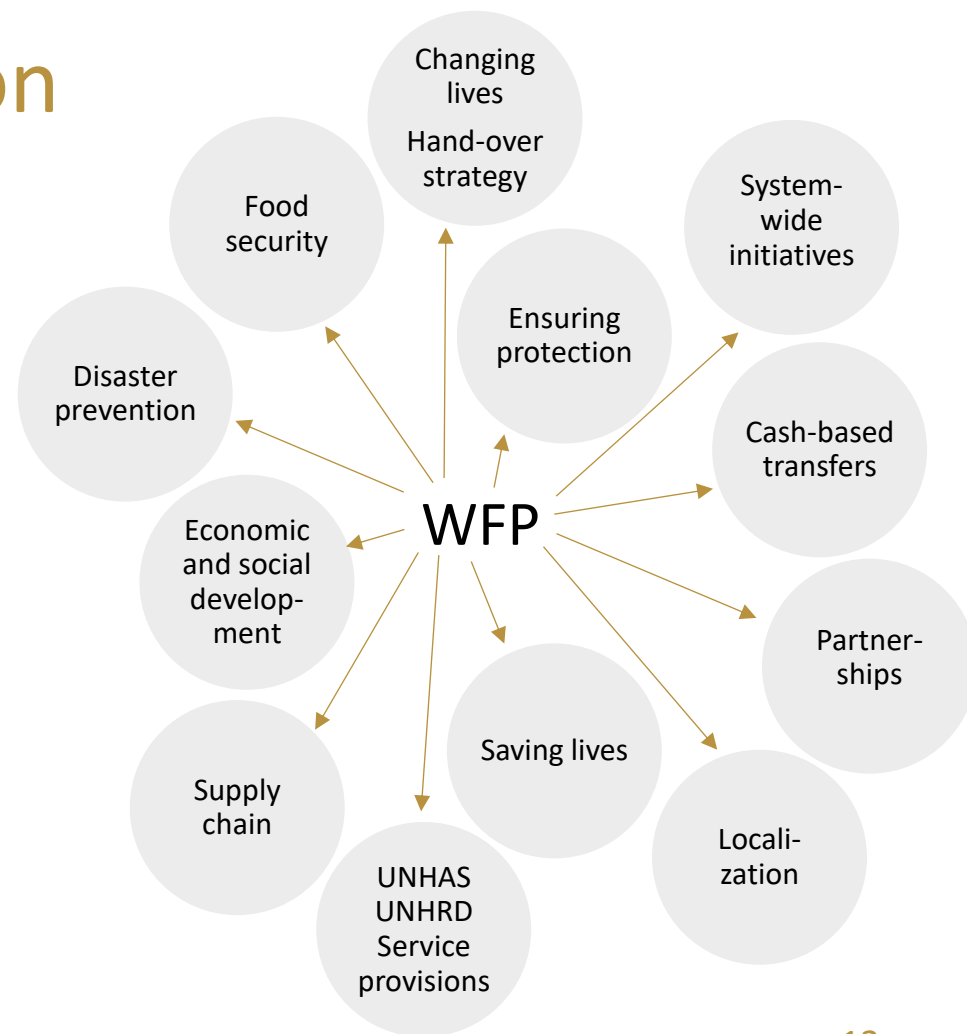 on
Changing
lives
Hand-over
strategy
System-
wide
initiatives
Food
security
Ensuring
protection
Disaster
prevention
Cash-based
transfers
WFP
Economic
and social
develop-
ment
Partner-
ships
Saving lives
Supply
chain
Locali-
zation
UNHAS
UNHRD
Service
provisions